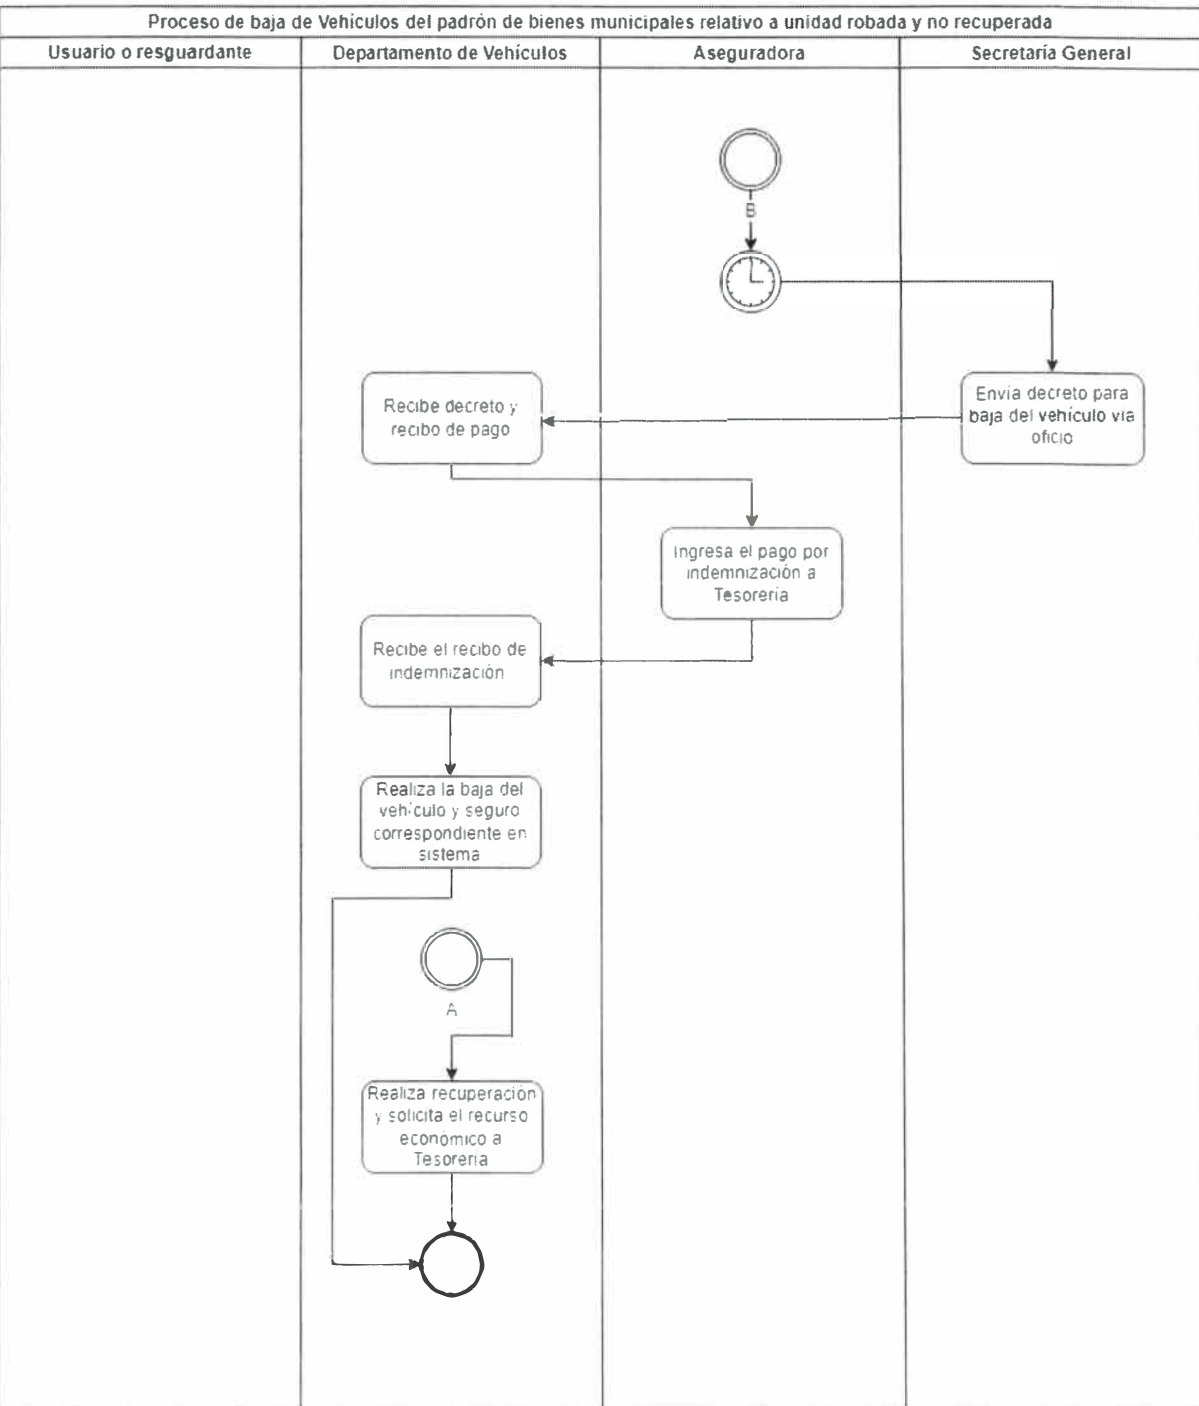 Proceso de baja de Vehículos del padrón de bienes municipales relativo a unidad robada y no recuperada
Usuario o resguardante
Departamento de Vehículos
Aseguradora
Secretaría General
B
Envia decreto para
baja del vehículo via
oficio
Recibe decreto y
recibo de pago
Ingresa el pago por
indemnización a
Tesorería
Recibe el recibo de
indemnización
Realiza la baja del
vehículo y seguro
correspondiente en
sistema
A
Realiza recuperación
y solicita el recurso
económico a
Tesorería